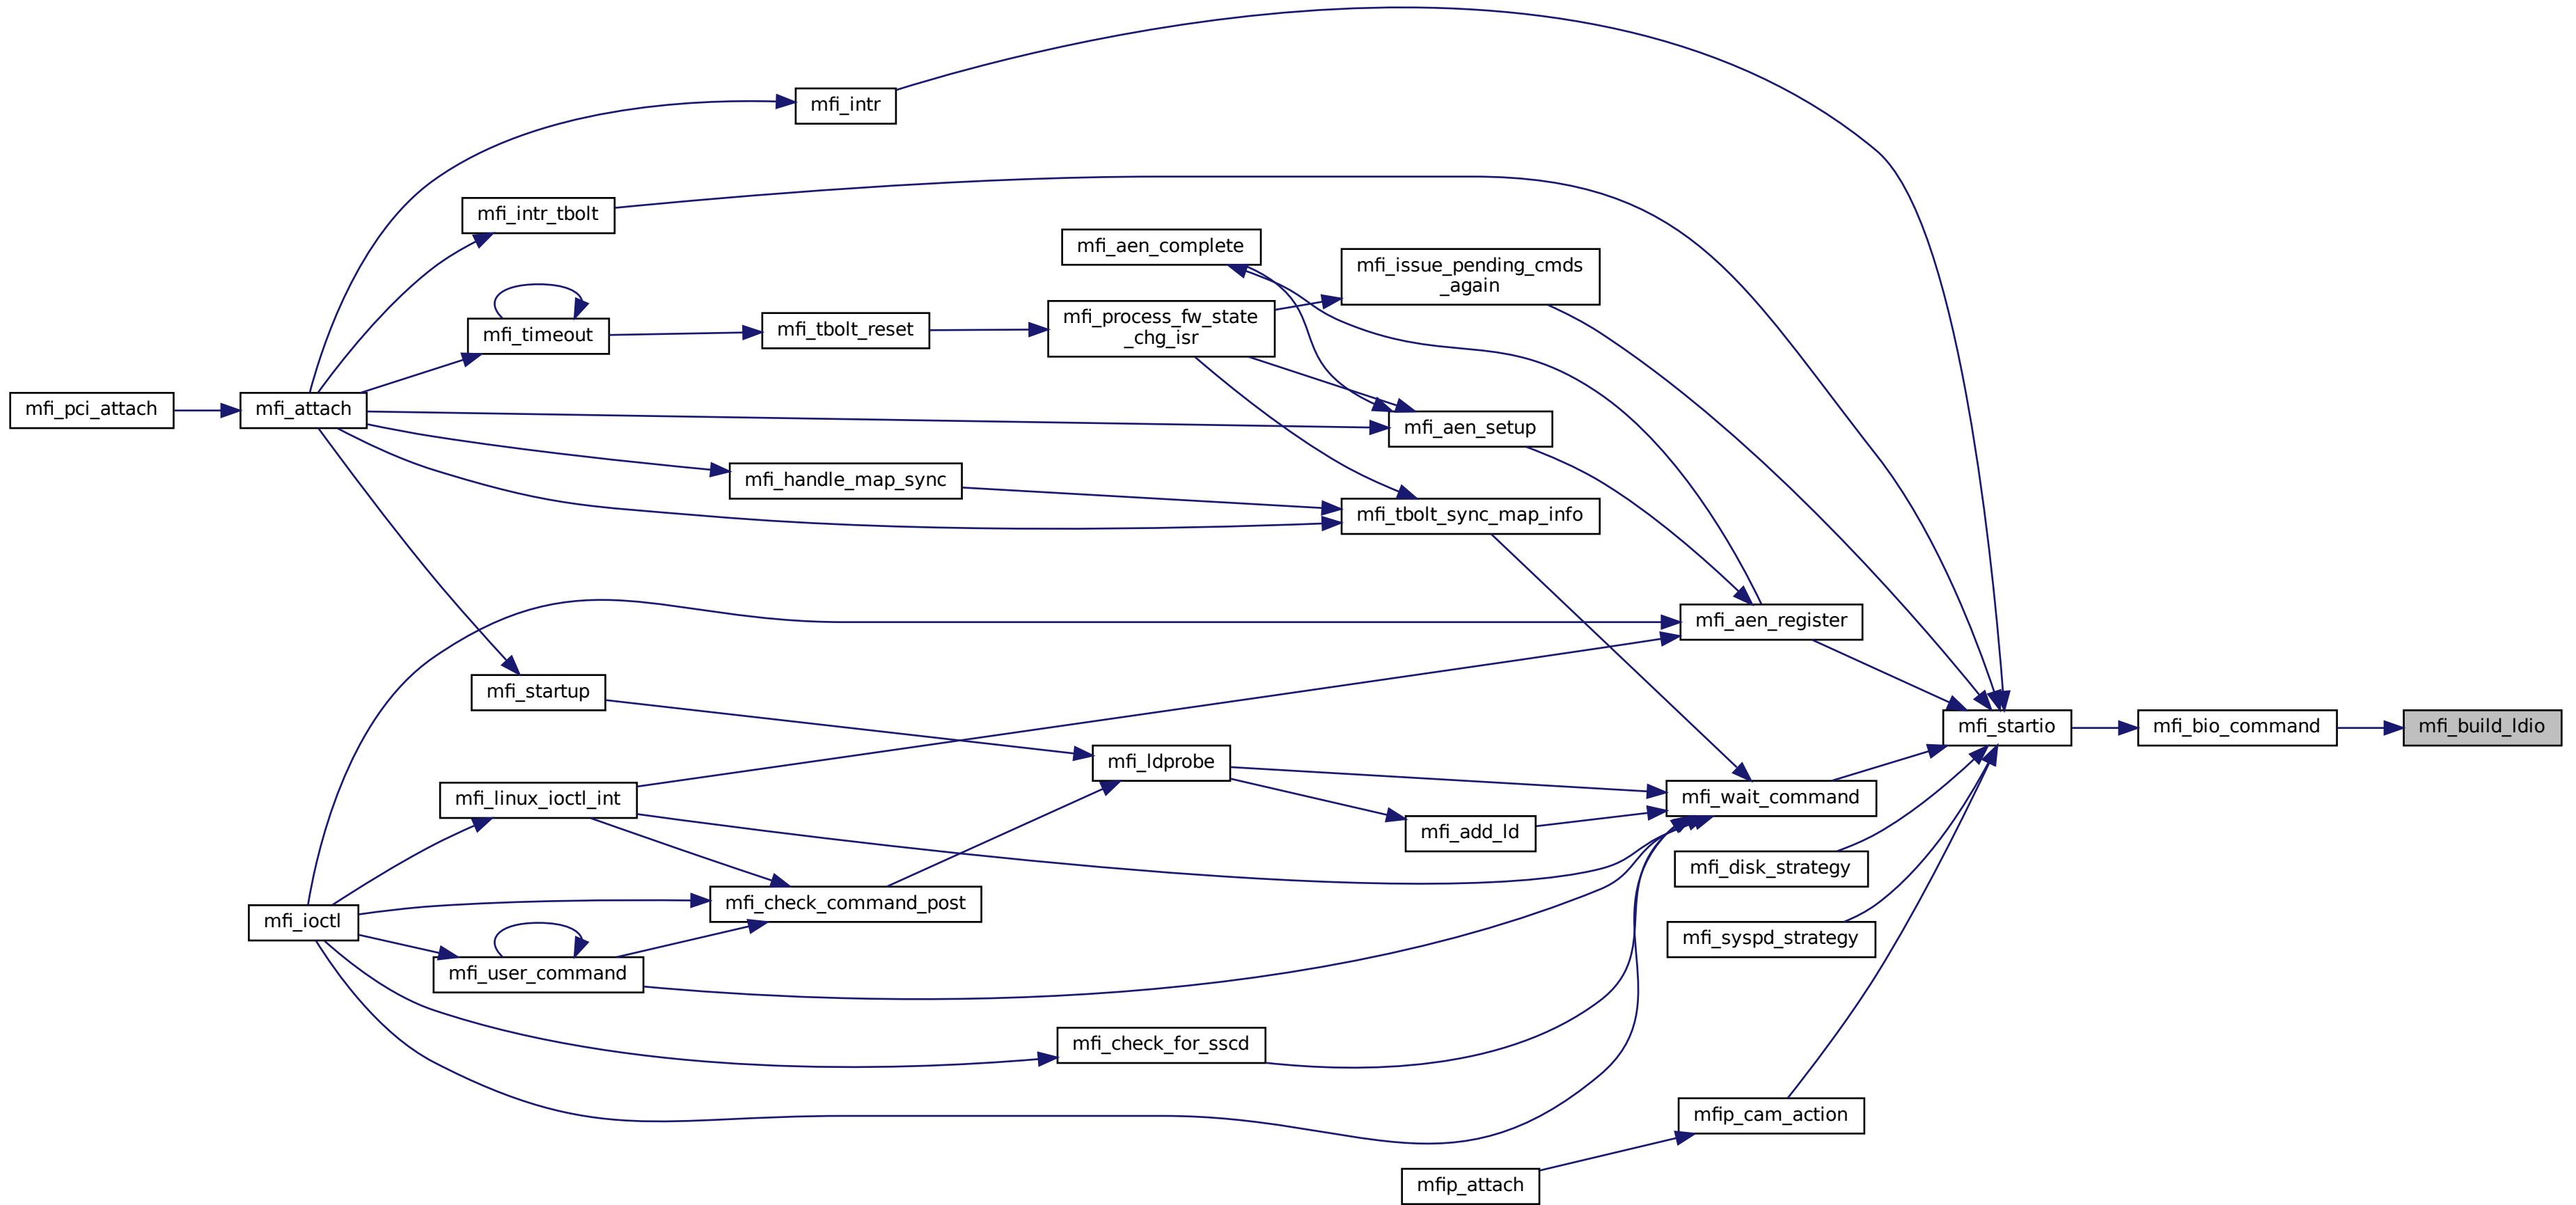 mfi_intr
mfi_intr_tbolt
mfi_aen_complete
mfi_issue_pending_cmds
_again
mfi_process_fw_state
_chg_isr
mfi_tbolt_reset
mfi_timeout
mfi_pci_attach
mfi_attach
mfi_aen_setup
mfi_handle_map_sync
mfi_tbolt_sync_map_info
mfi_aen_register
mfi_startup
mfi_startio
mfi_bio_command
mfi_build_ldio
mfi_ldprobe
mfi_linux_ioctl_int
mfi_wait_command
mfi_add_ld
mfi_disk_strategy
mfi_check_command_post
mfi_ioctl
mfi_syspd_strategy
mfi_user_command
mfi_check_for_sscd
mfip_cam_action
mfip_attach